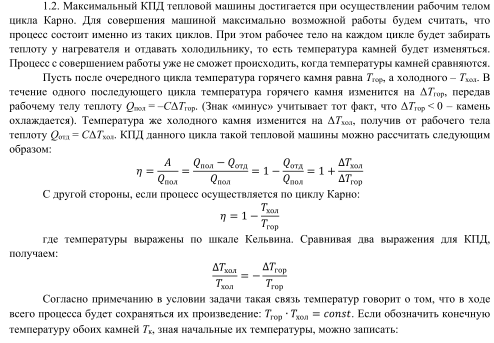 1.2. Максимальный КПД тепловой машины достигается при осуществлении рабочим телом
цикла Карно. Для совершения машиной максимально возможной работы будем считать, что
процесс состоит именно из таких циклов. При этом рабочее тело на каждом цикле будет забирать
теплоту у нагревателя и отдавать холодильнику, то есть температура камней будет изменяться.
Процесс с совершением работы уже не сможет происходить, когда температуры камней сравняются.
Пусть после очередного цикла температура горячего камня равна Tгор, а холодного – Tхол. В
течение одного последующего цикла температура горячего камня изменится на ΔTгор, передав
рабочему телу теплоту Qпол = –CΔTгор. (Знак «минус» учитывает тот факт, что ΔTгор < 0 – камень
охлаждается). Температура же холодного камня изменится на ΔTхол, получив от рабочего тела
теплоту Qотд = CΔTхол. КПД данного цикла такой тепловой машины можно рассчитать следующим
образом:
η = A/Qпол = (Qпол − Qотд)/Qпол = 1 − Qотд/Qпол = 1 + ΔTхол/ΔTгор
С другой стороны, если процесс осуществляется по циклу Карно:
η = 1 − Tхол/Tгор
где температуры выражены по шкале Кельвина. Сравнивая два выражения для КПД,
получаем:
ΔTхол/Tхол = − ΔTгор/Tгор
Согласно примечанию в условии задачи такая связь температур говорит о том, что в ходе
всего процесса будет сохраняться их произведение: Tгор · Tхол = const. Если обозначить конечную
температуру обоих камней Tк, зная начальные их температуры, можно записать: